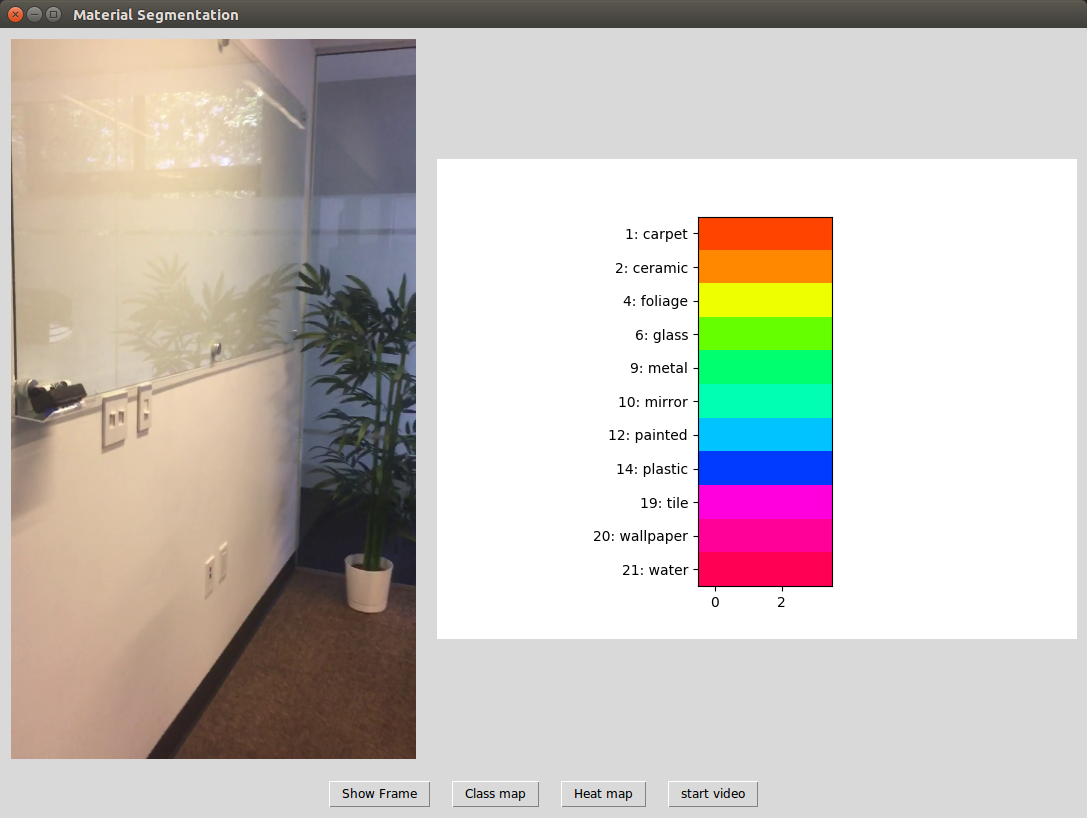 Material Segmentation
1: carpet
2: ceramic
4: foliage
6: glass
9: metal
10: mirror
12: painted
14: plastic
19: tile
20: wallpaper
21: water
0 2
Show Frame
Class map
Heat map
start video